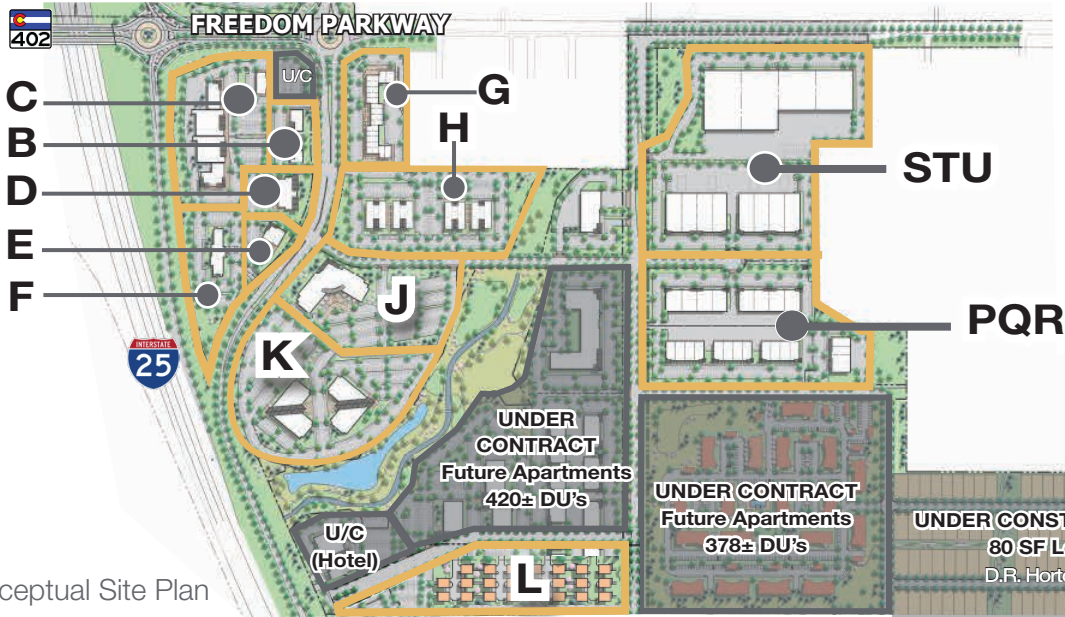 402
FREEDOM PARKWAY
U/C
C
B
D
E
F
G
H
STU
J
K
PQR
INTERSTATE
25
UNDER
CONTRACT
Future Apartments
420± DU's
UNDER CONTRACT
Future Apartments
378± DU's
U/C
(Hotel)
L
UNDER CONST
80 SF L
D.R. Horto
ceptual Site Plan